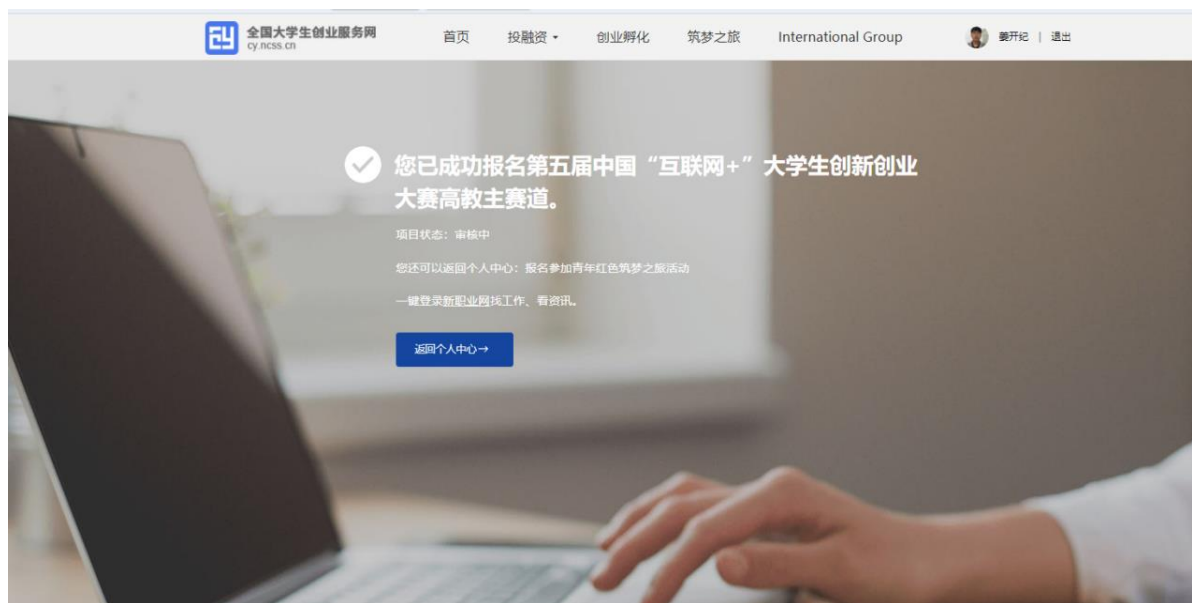 全国大学生创业服务网
cy.ncss.cn
首页 投融资 创业孵化 筑梦之旅 International Group 姜开纪 | 退出
您已成功报名第五届中国“互联网+”大学生创新创业
大赛高教主赛道。
项目状态：审核中
您还可以返回个人中心：报名参加青年红色筑梦之旅活动
一键登录新职业网找工作、看资讯。
返回个人中心→